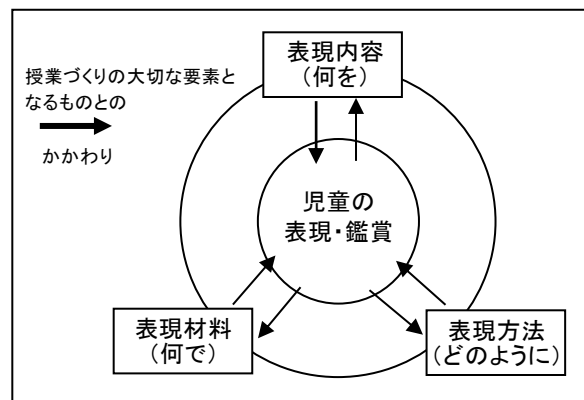 表現内容
(何を)
授業づくりの大切な要素と
なるものとの
かかわり
児童の
表現・鑑賞
表現材料
(何で)
表現方法
(どのように)